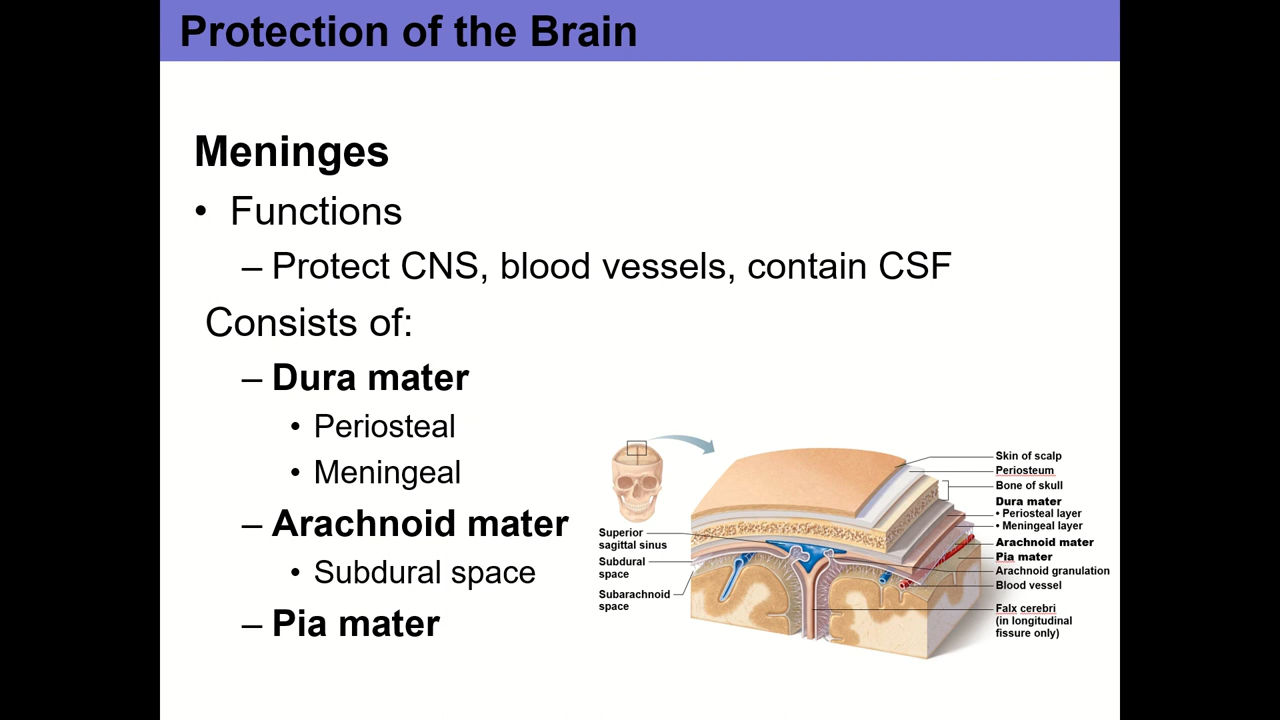 Protection of the Brain
Meninges
• Functions
– Protect CNS, blood vessels, contain CSF
Consists of:
– Dura mater
• Periosteal
• Meningeal
– Arachnoid mater
• Subdural space
– Pia mater
Superior
sagittal sinus
Subdural
space
Subarachnoid
space
Skin of scalp
Periosteum
Bone of skull
Dura mater
• Periosteal layer
• Meningeal layer
Arachnoid mater
Pia mater
Arachnoid granulation
Blood vessel
Falx cerebri
(in longitudinal
fissure only)